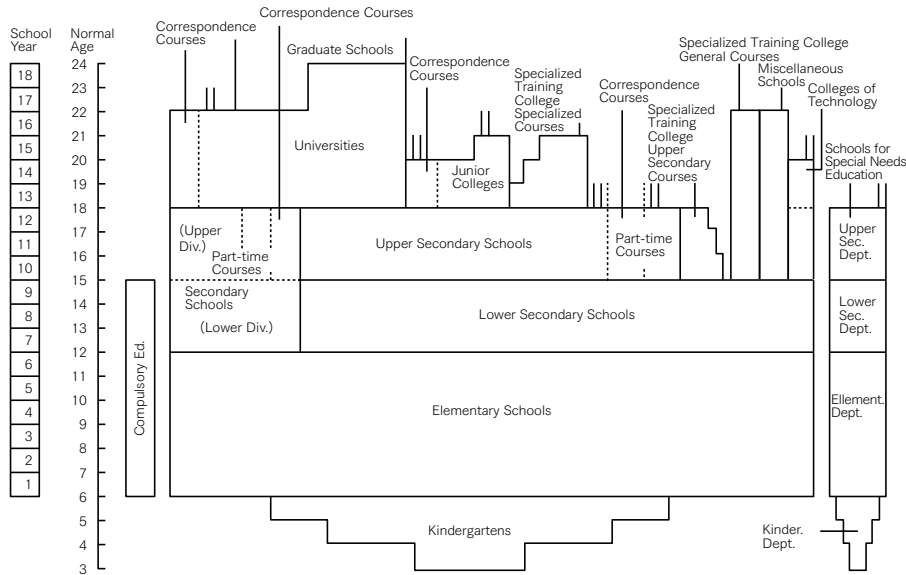 School
Year
Normal
Age
18
17
16
15
14
13
12
11
10
9
8
7
6
5
4
3
2
1
24
23
22
21
20
19
18
17
16
15
14
13
12
11
10
9
8
7
6
5
4
3
Compulsory Ed.
Correspondence
Courses
Correspondence Courses
Graduate Schools
Universities
Correspondence
Courses
Junior
Colleges
Specialized
Training
College
Specialized
Courses
Correspondence
Courses
Specialized
Training
College
Upper
Secondary
Courses
Specialized Training College
General Courses
Miscellaneous
Schools
Colleges of
Technology
Schools for
Special Needs
Education
(Upper
Div.)
Part-time
Courses
Upper Secondary Schools
Part-time
Courses
Upper
Sec.
Dept.
Secondary
Schools
(Lower Div.)
Lower Secondary Schools
Lower
Sec.
Dept.
Elementary Schools
Ellement.
Dept.
Kindergartens
Kinder.
Dept.